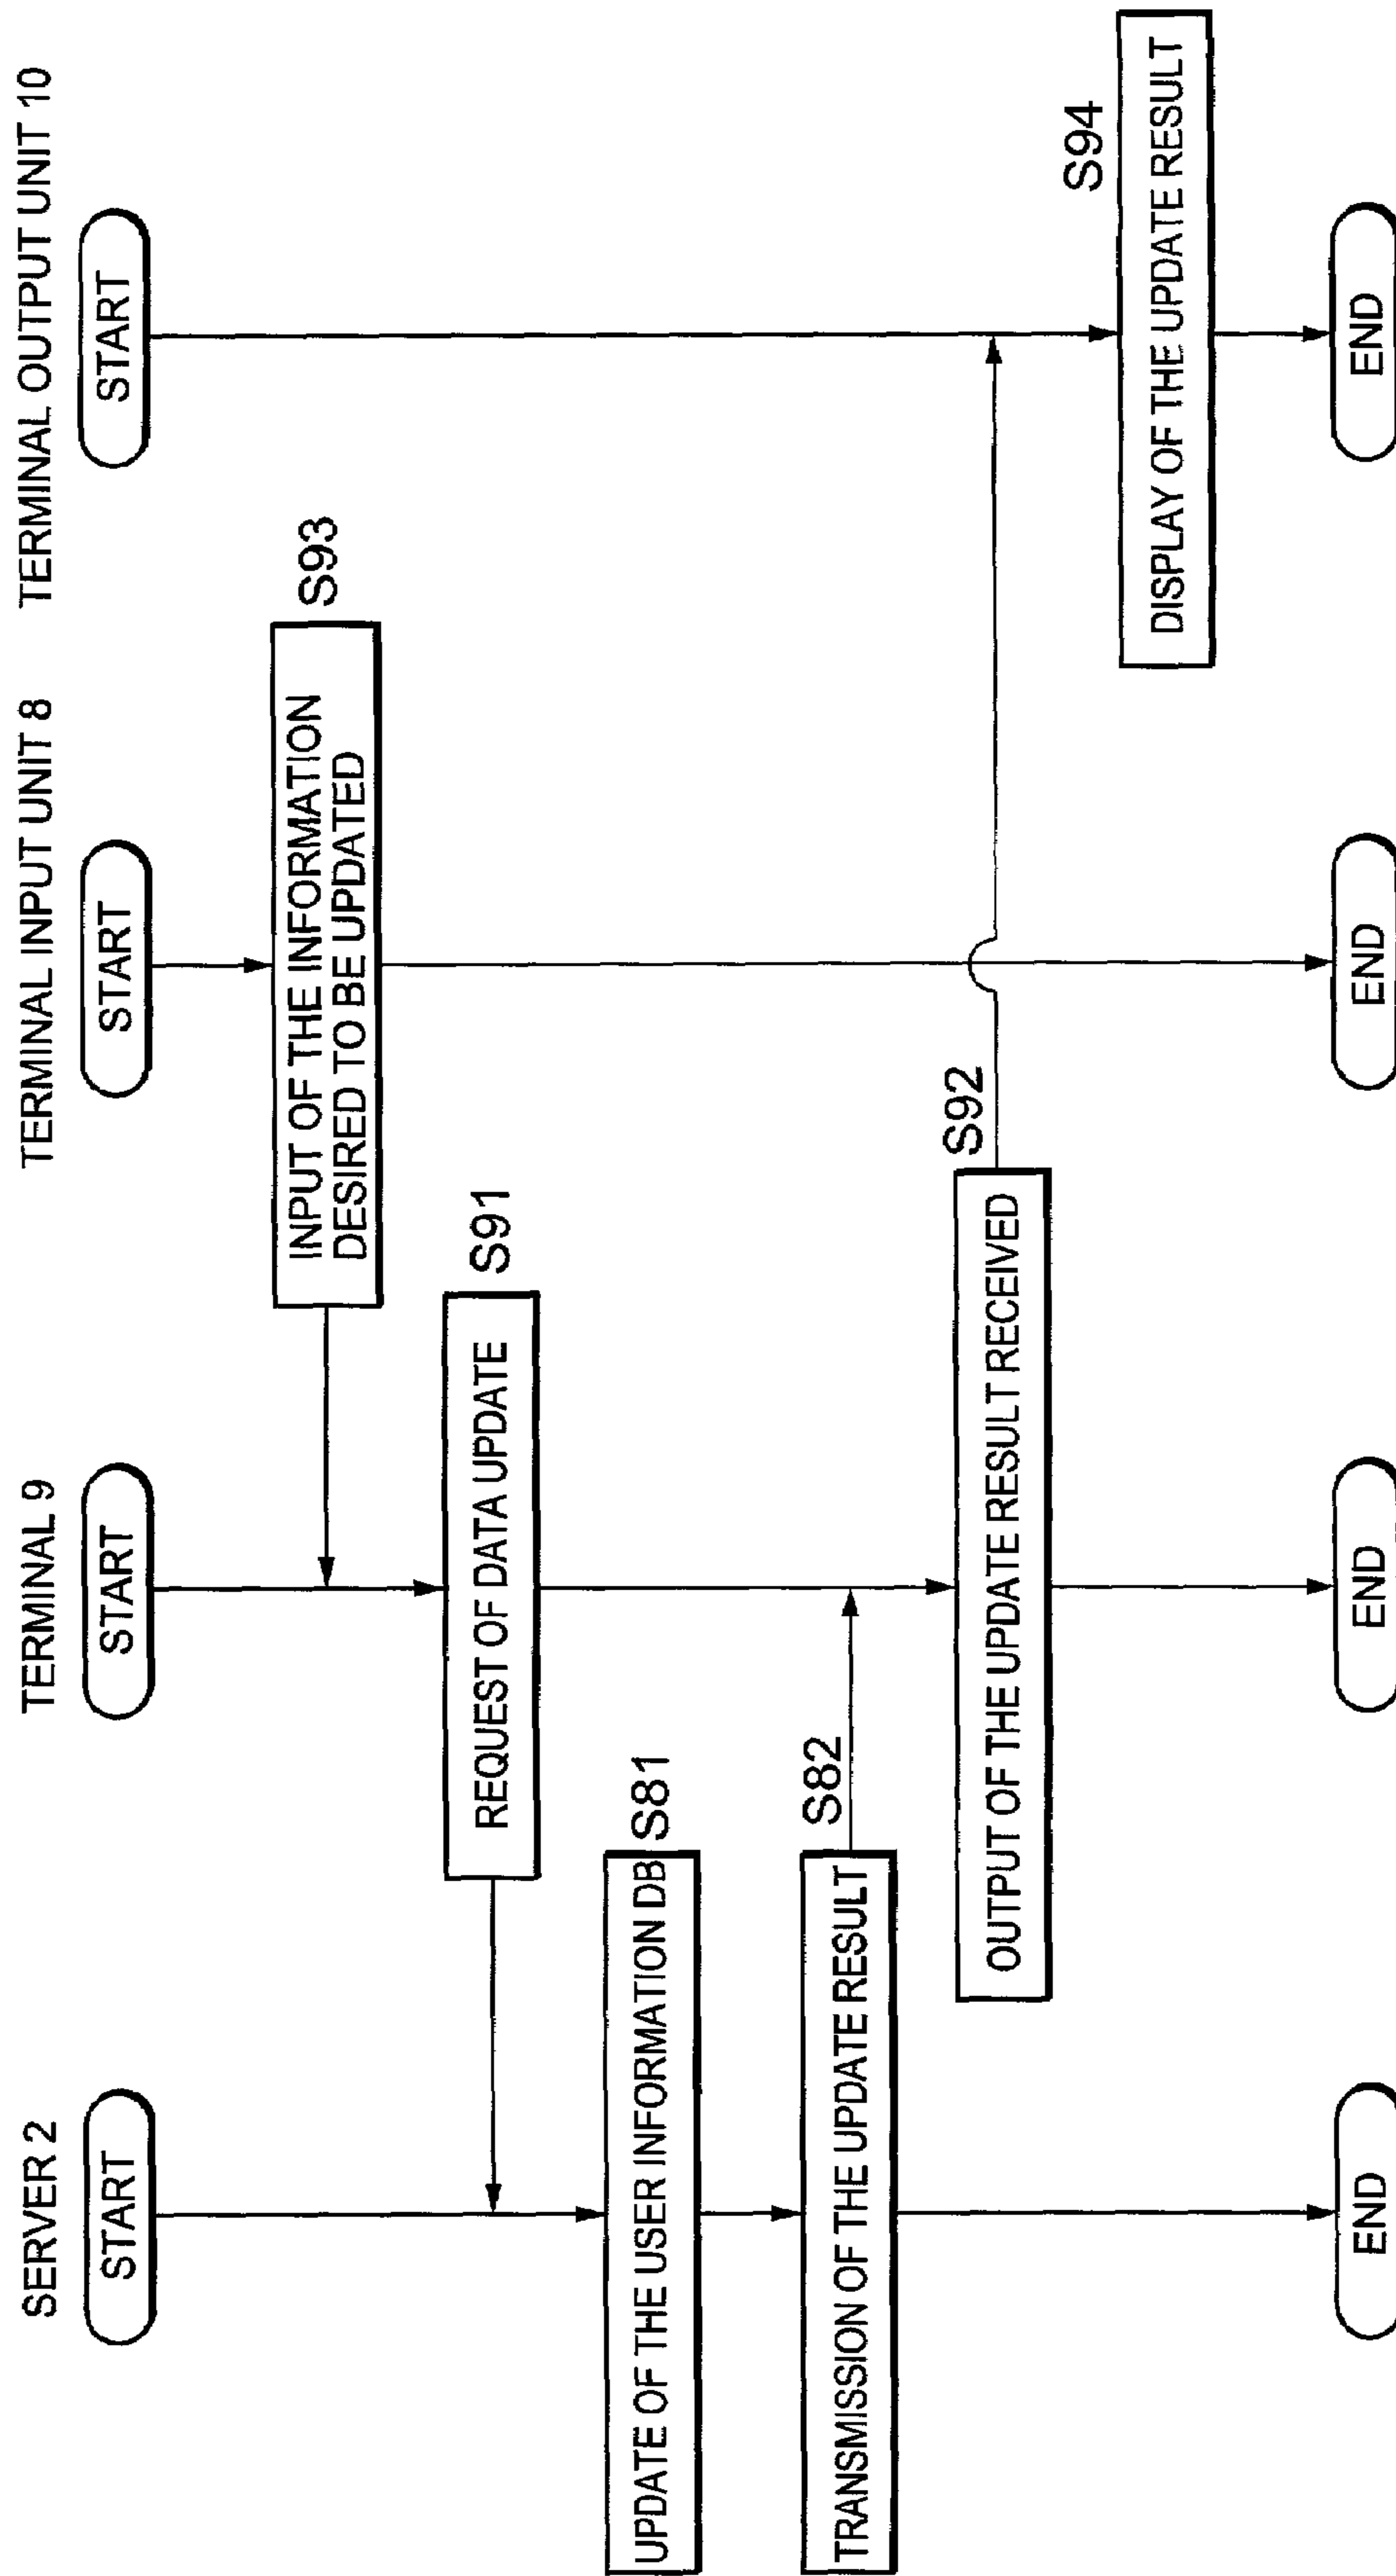 SERVER 2
TERMINAL 9
TERMINAL INPUT UNIT 8
TERMINAL OUTPUT UNIT 10
START
START
START
START
INPUT OF THE INFORMATION
DESIRED TO BE UPDATED
S93
REQUEST OF DATA UPDATE
S91
UPDATE OF THE USER INFORMATION DB
S81
TRANSMISSION OF THE UPDATE RESULT
S82
OUTPUT OF THE UPDATE RESULT RECEIVED
S92
DISPLAY OF THE UPDATE RESULT
S94
END
END
END
END